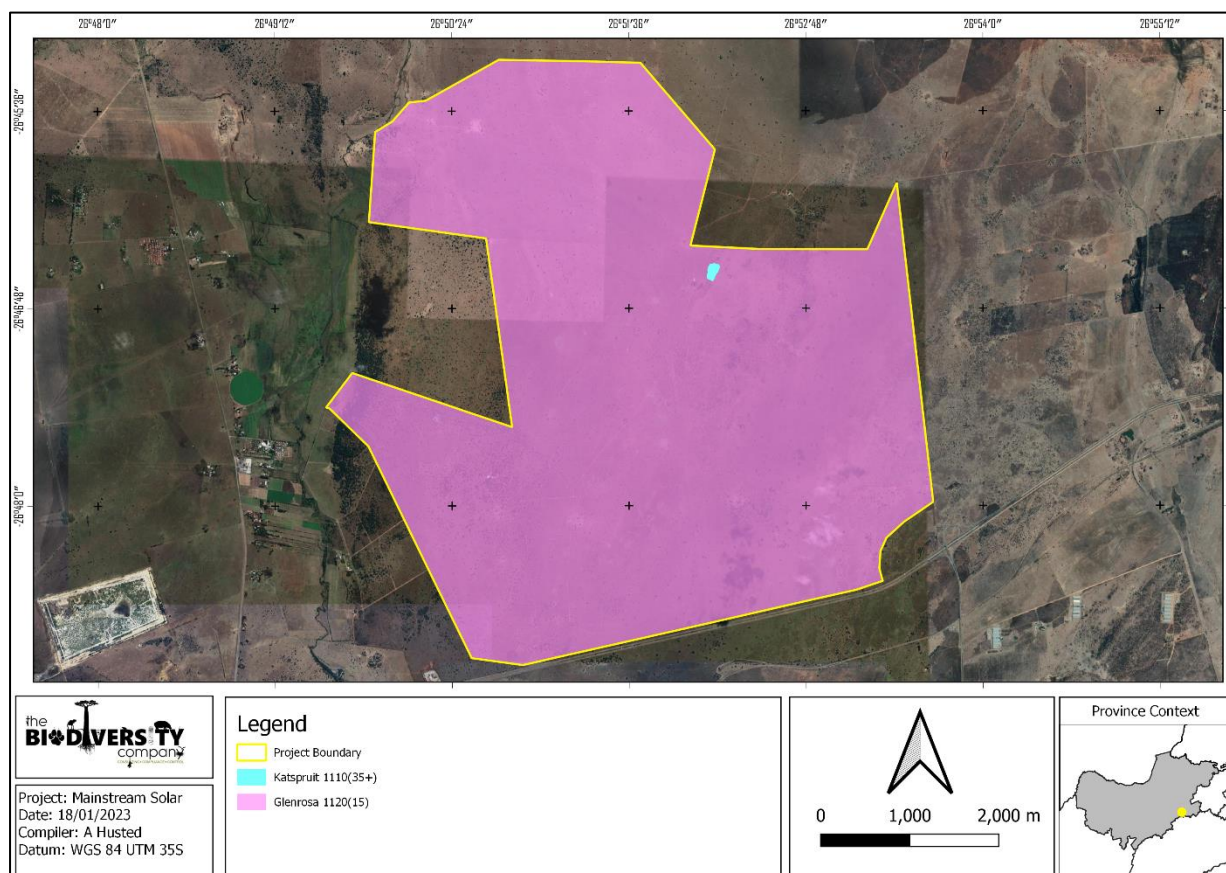 26°48'0"
26°49'12"
26°50'24"
26°51'36"
26°52'48"
26°54'0"
26°55'12"
-26°45'36"
-26°46'48"
-26°48'0"
the
BIODIVERSITY
company
Project: Mainstream Solar
Date: 18/01/2023
Compiler: A Husted
Datum: WGS 84 UTM 35S
Legend
Project Boundary
Katspruit 1110(35+)
Glenrosa 1120(15)
0 1,000 2,000 m
Province Context